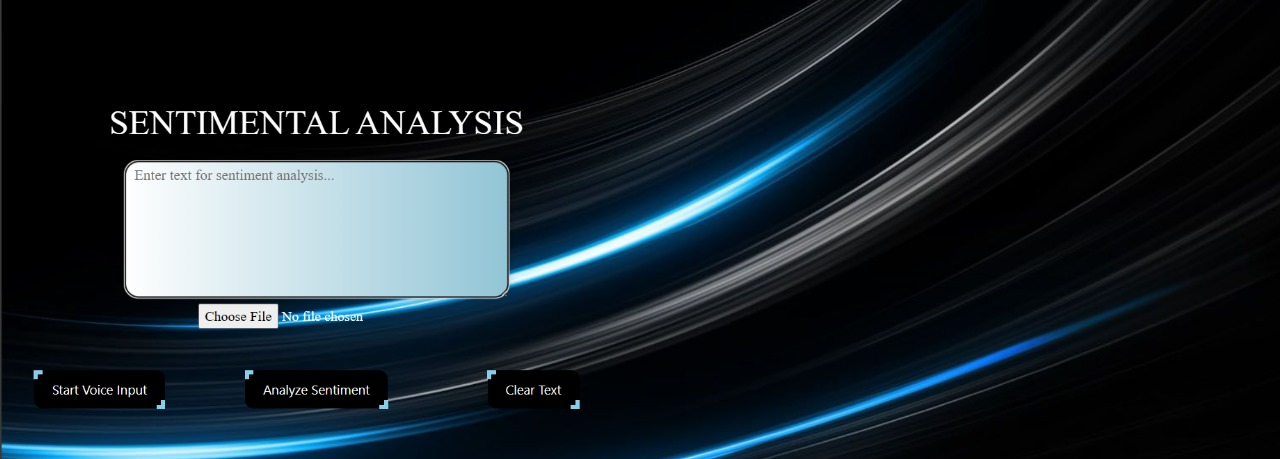 SENTIMENTAL ANALYSIS
Enter text for sentiment analysis...
Choose File No file chosen
Start Voice Input Analyze Sentiment Clear Text